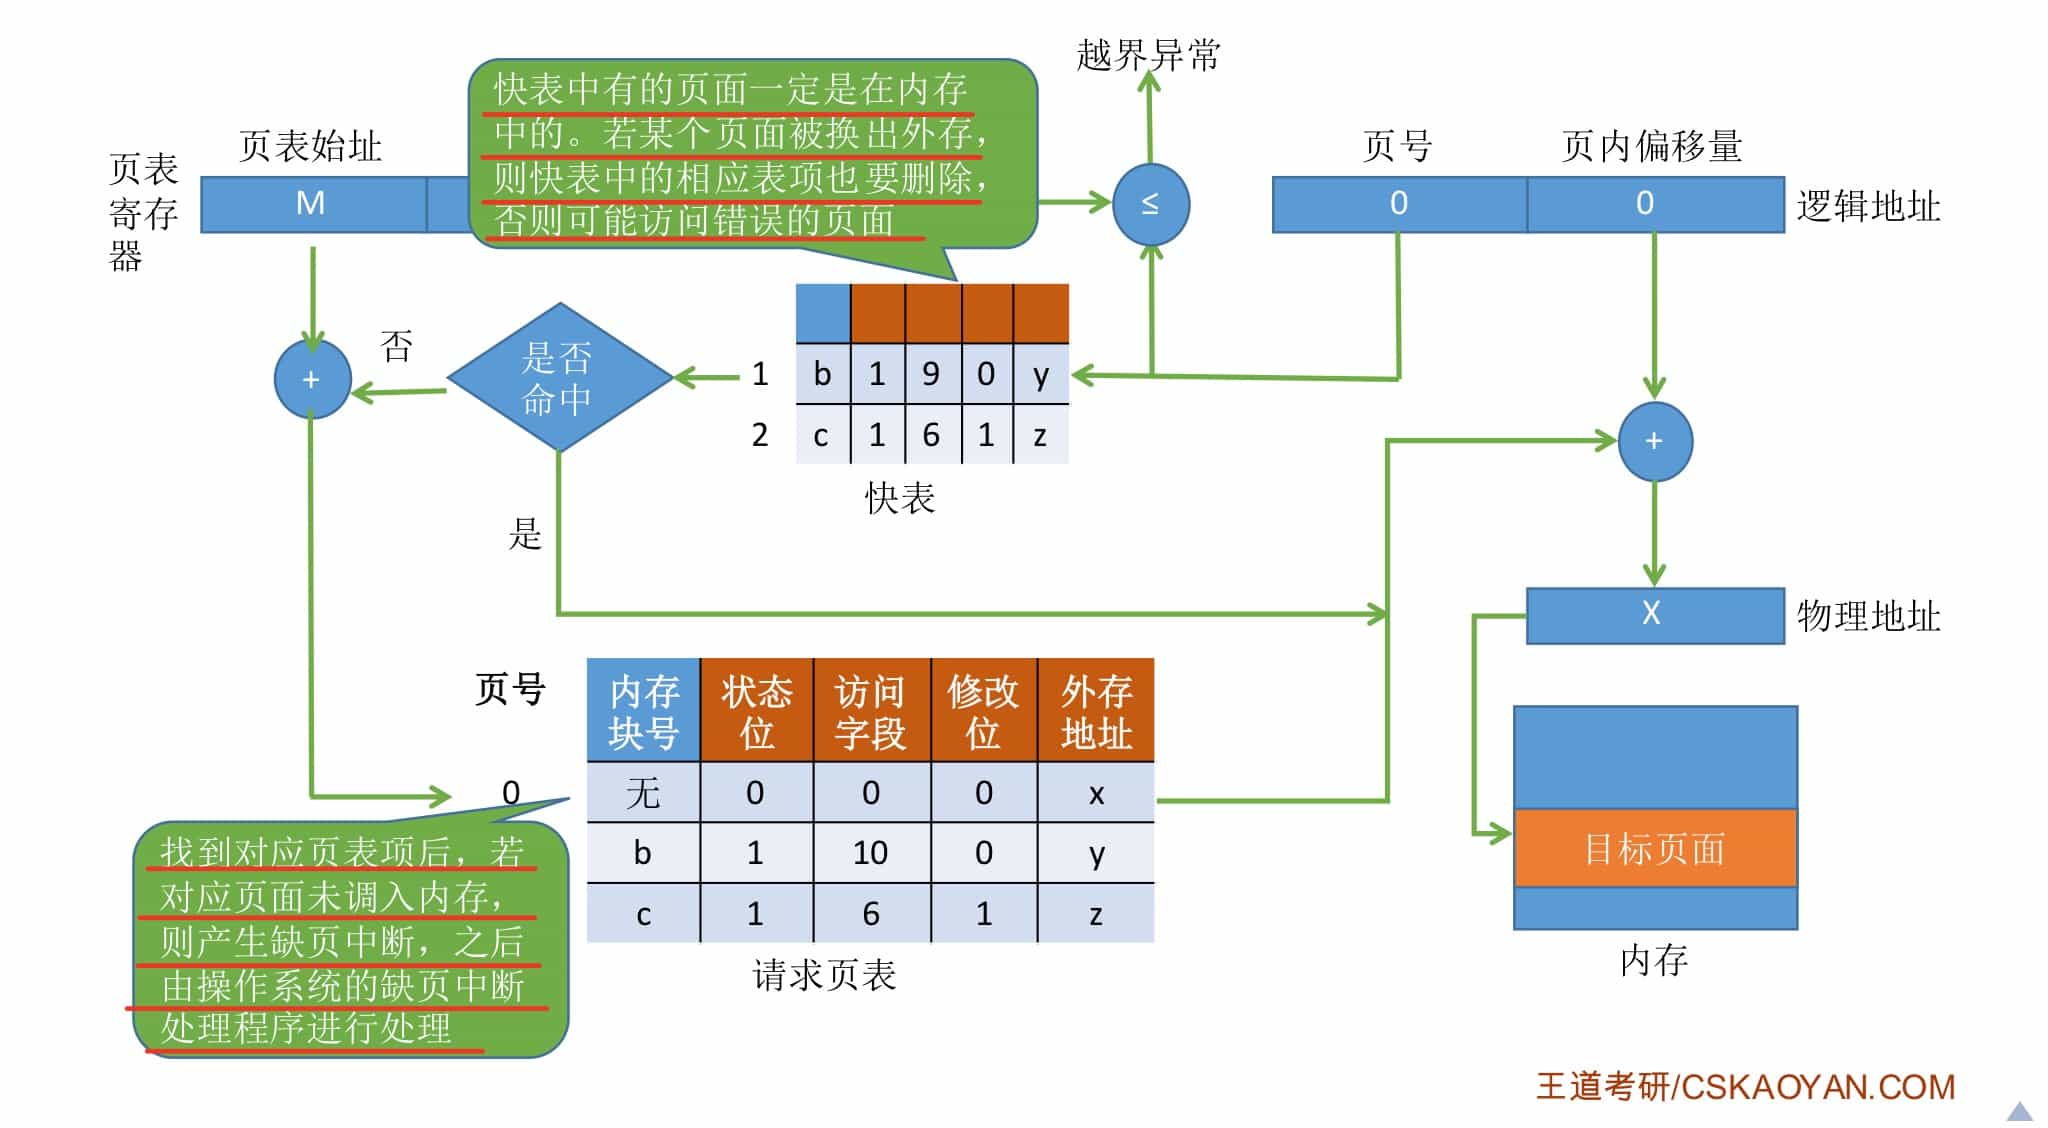 越界异常
快表中有的页面一定是在内存
中的。若某个页面被换出外存，
则快表中的相应表项也要删除，
否则可能访问错误的页面
页表
寄存
器
页表始址
M
≤
页号 页内偏移量
0 0 逻辑地址
+
否
是否
命中
1 b 1 9 0 y
2 c 1 6 1 z
快表
是
+
X 物理地址
页号
内存
块号
状态
位
访问
字段
修改
位
外存
地址
0 无 0 0 0 x
b 1 10 0 y
c 1 6 1 z
请求页表
找到对应页表项后，若
对应页面未调入内存，
则产生缺页中断，之后
由操作系统的缺页中断
处理程序进行处理
目标页面
内存
王道考研/CSKAOYAN.COM